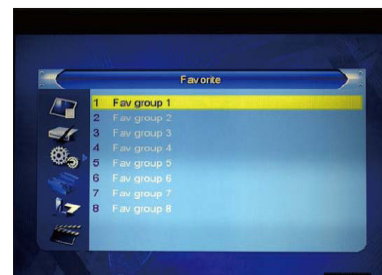 Favorite
1 Fav group 1
2 Fav group 2
3 Fav group 3
4 Fav group 4
5 Fav group 5
6 Fav group 6
7 Fav group 7
8 Fav group 8